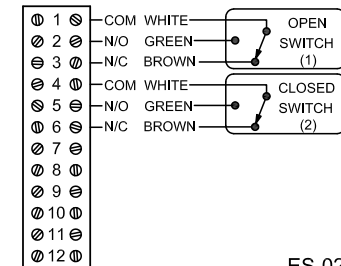 1 COM WHITE OPEN
2 N/O GREEN SWITCH
3 N/C BROWN (1)
4 COM WHITE CLOSED
5 N/O GREEN SWITCH
6 N/C BROWN (2)
7
8
9
10
11
12